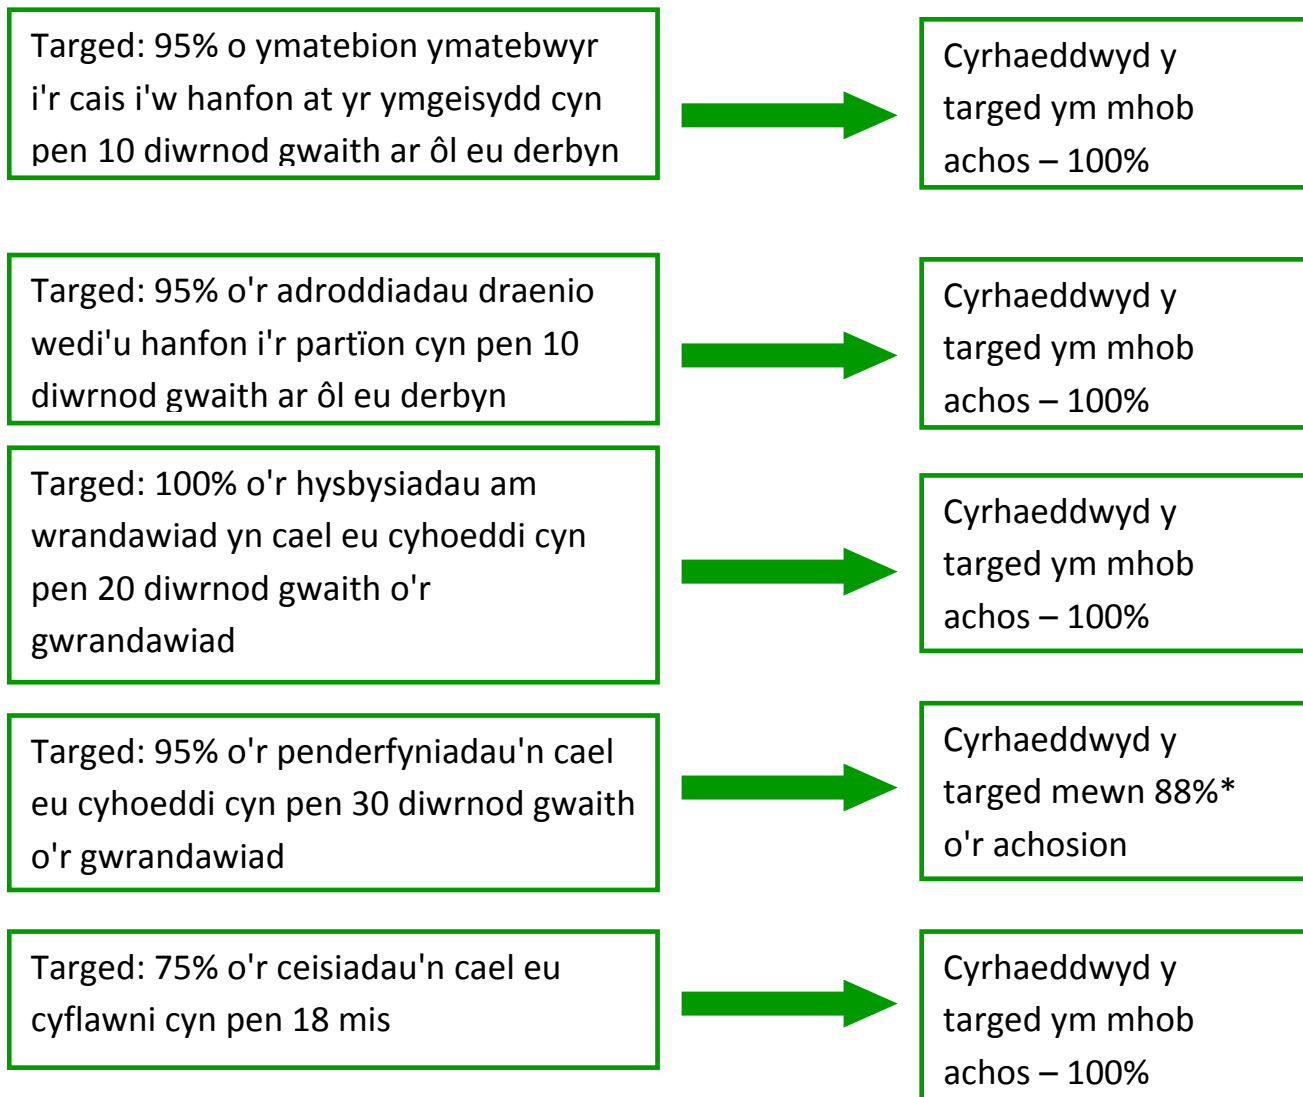 Targed: 95% o ymatebion ymatebwyr
i'r cais i'w hanfon at yr ymgeisydd cyn
pen 10 diwrnod gwaith ar ôl eu derbyn
Cyrhaeddwyd y
targed ym mhob
achos – 100%
Targed: 95% o'r adroddiadau draenio
wedi'u hanfon i'r partïon cyn pen 10
diwrnod gwaith ar ôl eu derbyn
Cyrhaeddwyd y
targed ym mhob
achos – 100%
Targed: 100% o'r hysbysiadau am
wrandawiad yn cael eu cyhoeddi cyn
pen 20 diwrnod gwaith o'r
gwrandawiad
Cyrhaeddwyd y
targed ym mhob
achos – 100%
Targed: 95% o'r penderfyniadau'n cael
eu cyhoeddi cyn pen 30 diwrnod gwaith
o'r gwrandawiad
Cyrhaeddwyd y
targed mewn 88%*
o'r achosion
Targed: 75% o'r ceisiadau'n cael eu
cyflawni cyn pen 18 mis
Cyrhaeddwyd y
targed ym mhob
achos – 100%